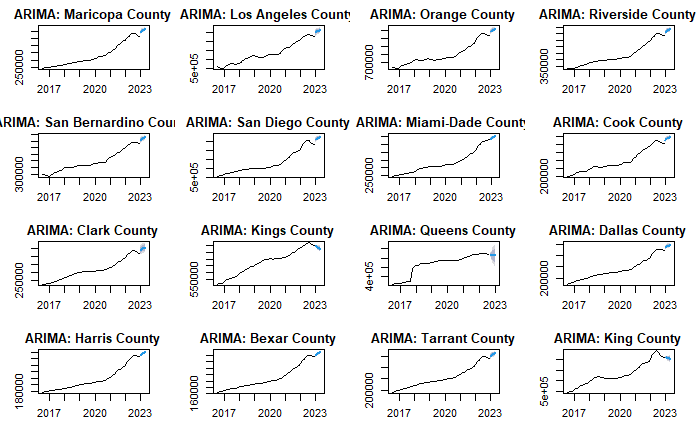 ARIMA: Maricopa County
250000
2017 2020 2023
ARIMA: Los Angeles County
5e+05
2017 2020 2023
ARIMA: Orange County
700000
2017 2020 2023
ARIMA: Riverside County
350000
2017 2020 2023
ARIMA: San Bernardino Coun
300000
2017 2020 2023
ARIMA: San Diego County
5e+05
2017 2020 2023
ARIMA: Miami-Dade County
250000
2017 2020 2023
ARIMA: Cook County
200000
2017 2020 2023
ARIMA: Clark County
250000
2017 2020 2023
ARIMA: Kings County
550000
2017 2020 2023
ARIMA: Queens County
4e+05
2017 2020 2023
ARIMA: Dallas County
200000
2017 2020 2023
ARIMA: Harris County
180000
2017 2020 2023
ARIMA: Bexar County
160000
2017 2020 2023
ARIMA: Tarrant County
200000
2017 2020 2023
ARIMA: King County
5e+05
2017 2020 2023